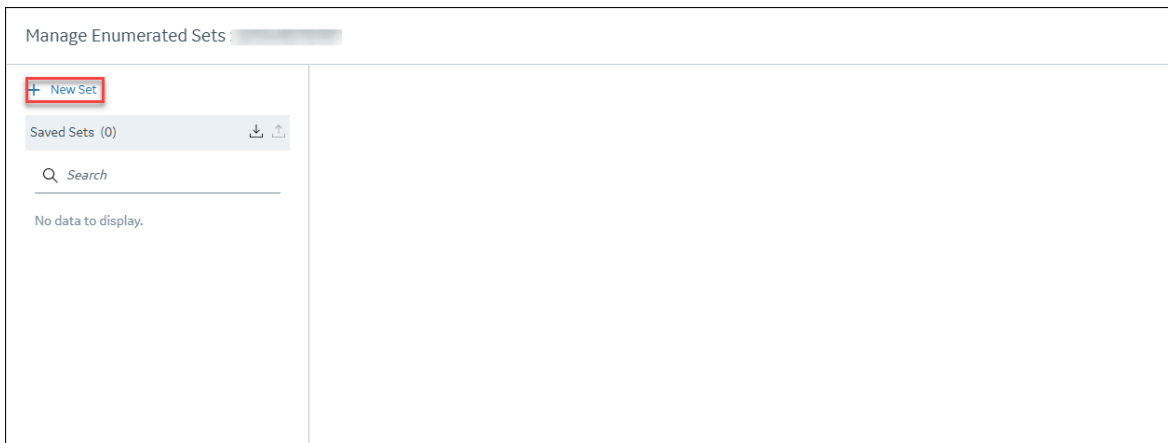 Manage Enumerated Sets :
+ New Set
Saved Sets (0)
Search
No data to display.